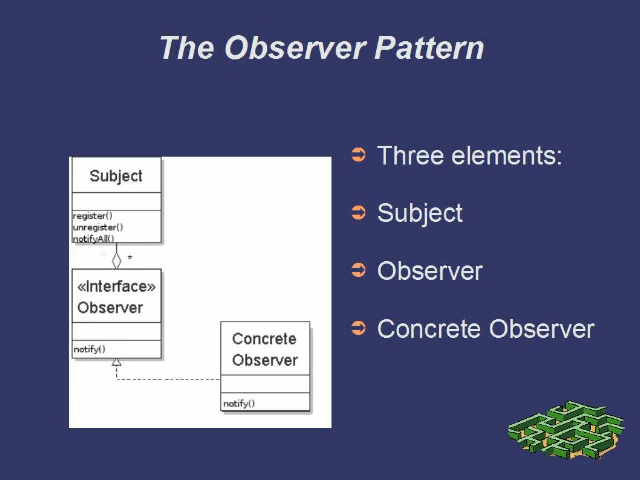 The Observer Pattern
Subject
register()
unregister()
notifyAll()
*
«Interface»
Observer
notify()
Concrete
Observer
notify()
Three elements:
Subject
Observer
Concrete Observer